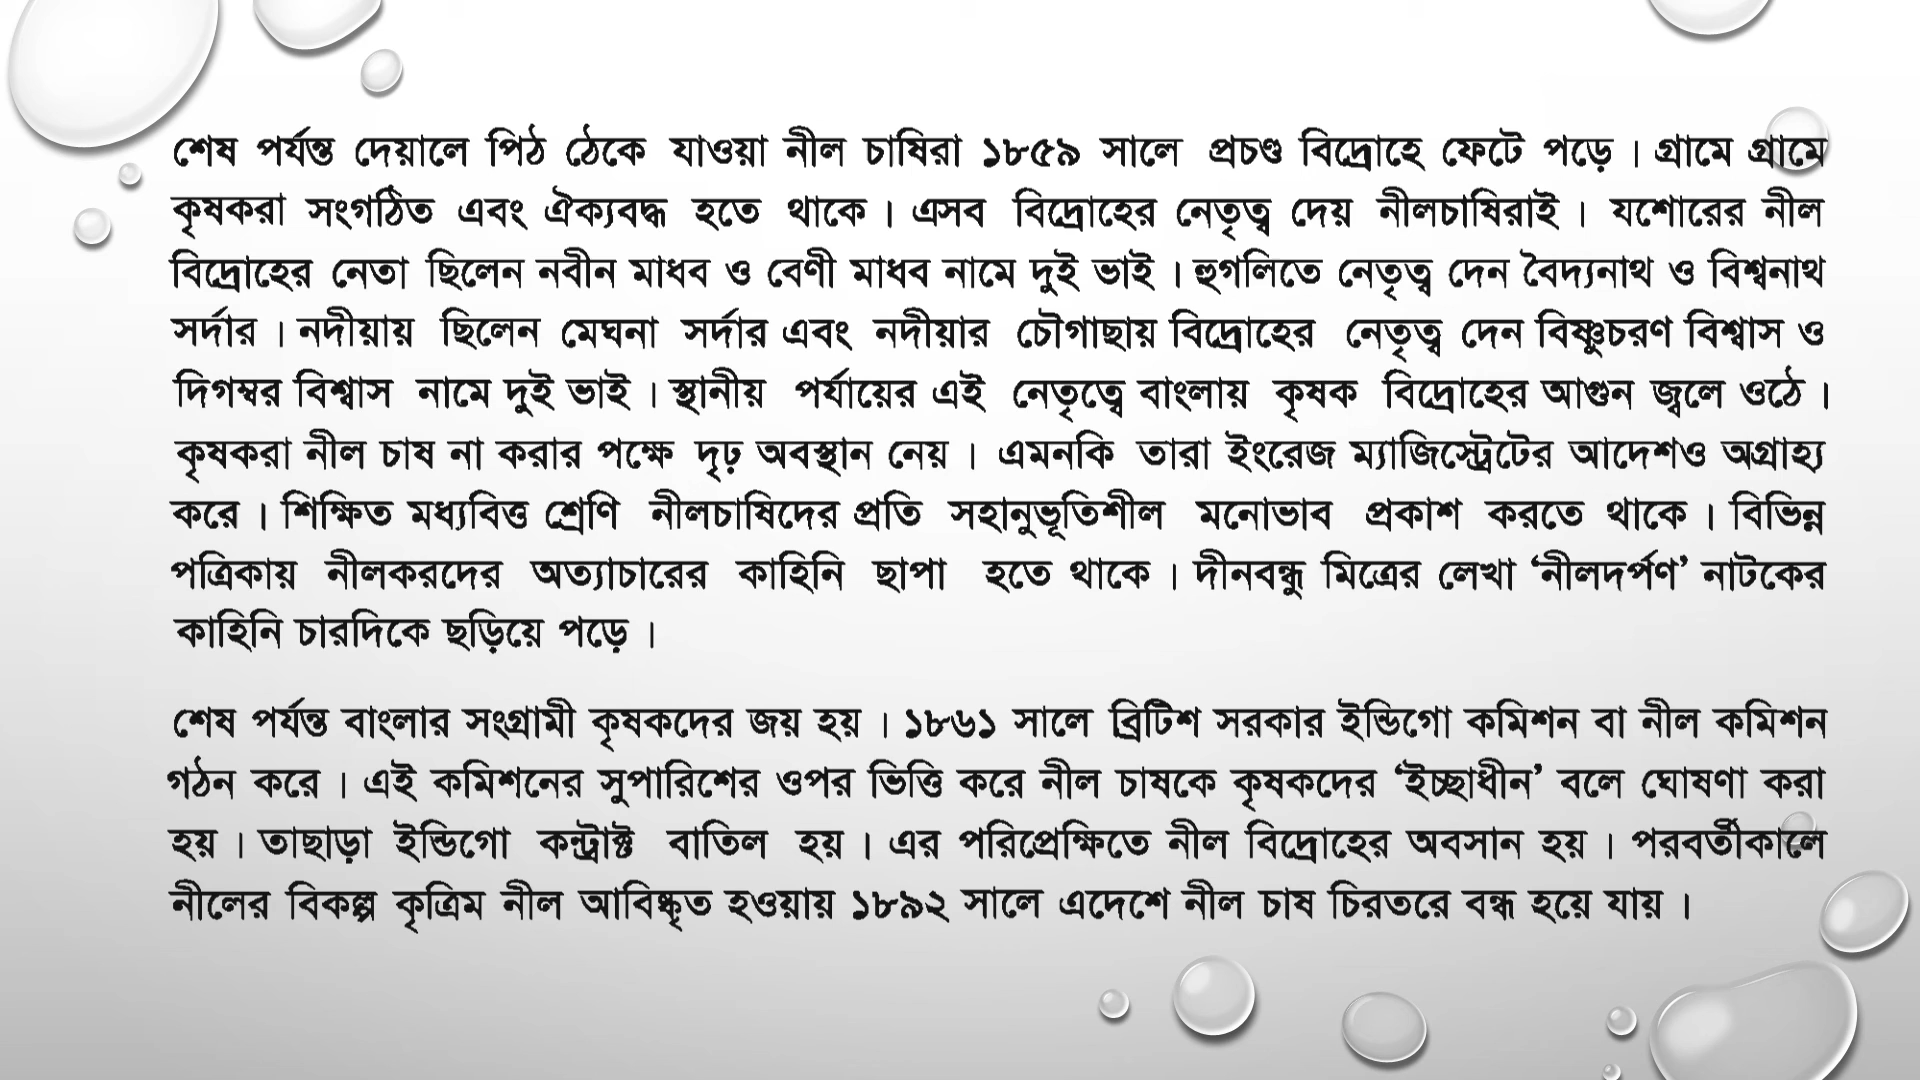 শেষ পর্যন্ত দেয়ালে পিঠ ঠেকে যাওয়া নীল চাষিরা ১৮৫৯ সালে প্রচণ্ড বিদ্রোহে ফেটে পড়ে । গ্রামে গ্রামে
কৃষকরা সংগঠিত এবং ঐক্যবদ্ধ হতে থাকে । এসব বিদ্রোহের নেতৃত্ব দেয় নীলচাষিরাই । যশোরের নীল
বিদ্রোহের নেতা ছিলেন নবীন মাধব ও বেণী মাধব নামে দুই ভাই । হুগলিতে নেতৃত্ব দেন বৈদ্যনাথ ও বিশ্বনাথ
সর্দার । নদীয়ায় ছিলেন মেঘনা সর্দার এবং নদীয়ার চৌগাছায় বিদ্রোহের নেতৃত্ব দেন বিষ্ণুচরণ বিশ্বাস ও
দিগম্বর বিশ্বাস নামে দুই ভাই । স্থানীয় পর্যায়ের এই নেতৃত্বে বাংলায় কৃষক বিদ্রোহের আগুন জ্বলে ওঠে ।
কৃষকরা নীল চাষ না করার পক্ষে দৃঢ় অবস্থান নেয় । এমনকি তারা ইংরেজ ম্যাজিস্ট্রেটের আদেশও অগ্রাহ্য
করে । শিক্ষিত মধ্যবিত্ত শ্রেণি নীলচাষিদের প্রতি সহানুভূতিশীল মনোভাব প্রকাশ করতে থাকে । বিভিন্ন
পত্রিকায় নীলকরদের অত্যাচারের কাহিনি ছাপা হতে থাকে । দীনবন্ধু মিত্রের লেখা ‘নীলদর্পণ’ নাটকের
কাহিনি চারদিকে ছড়িয়ে পড়ে ।
শেষ পর্যন্ত বাংলার সংগ্রামী কৃষকদের জয় হয় । ১৮৬১ সালে ব্রিটিশ সরকার ইন্ডিগো কমিশন বা নীল কমিশন
গঠন করে । এই কমিশনের সুপারিশের ওপর ভিত্তি করে নীল চাষকে কৃষকদের ‘ইচ্ছাধীন’ বলে ঘোষণা করা
হয় । তাছাড়া ইন্ডিগো কন্ট্রাক্ট বাতিল হয় । এর পরিপ্রেক্ষিতে নীল বিদ্রোহের অবসান হয় । পরবর্তীকালে
নীলের বিকল্প কৃত্রিম নীল আবিষ্কৃত হওয়ায় ১৮৯২ সালে এদেশে নীল চাষ চিরতরে বন্ধ হয়ে যায় ।